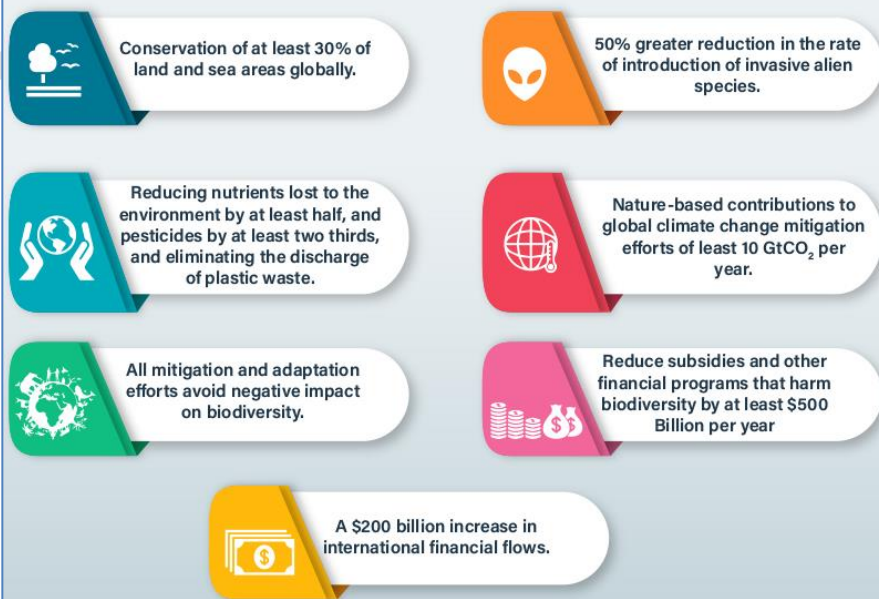 Conservation of at least 30% of
land and sea areas globally.
50% greater reduction in the rate
of introduction of invasive alien
species.
Reducing nutrients lost to the
environment by at least half, and
pesticides by at least two thirds,
and eliminating the discharge
of plastic waste.
Nature-based contributions to
global climate change mitigation
efforts of least 10 GtCO₂ per
year.
All mitigation and adaptation
efforts avoid negative impact
on biodiversity.
Reduce subsidies and other
financial programs that harm
biodiversity by at least $500
Billion per year
A $200 billion increase in
international financial flows.